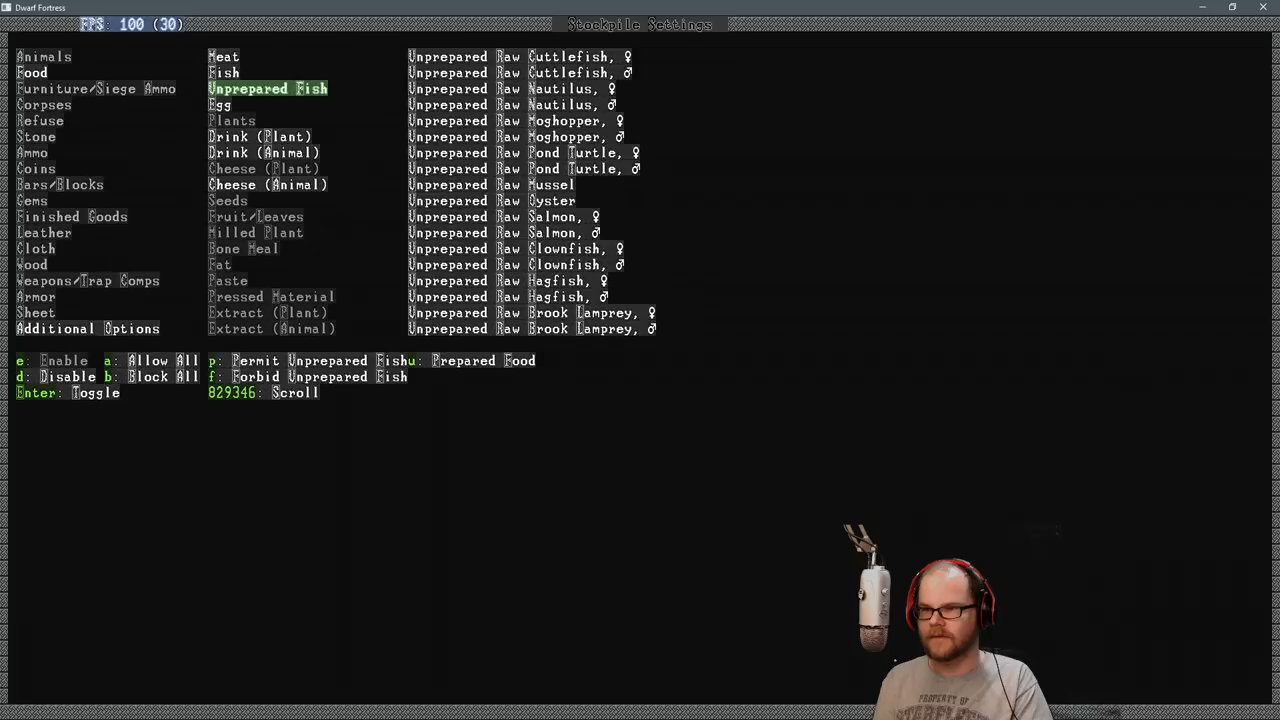 Dwarf Fortress
FPS: 100 (30)
Stockpile Settings
Animals
Food
Furniture/Siege Ammo
Corpses
Refuse
Stone
Ammo
Coins
Bars/Blocks
Gems
Finished Goods
Leather
Cloth
Wood
Weapons/Trap Comps
Armor
Sheet
Additional Options
Meat
Fish
Unprepared Fish
Egg
Plants
Drink (Plant)
Drink (Animal)
Cheese (Plant)
Cheese (Animal)
Seeds
Fruit/Leaves
Milled Plant
Bone Meal
Fat
Paste
Pressed Material
Extract (Plant)
Extract (Animal)
Unprepared Raw Cuttlefish, ♀
Unprepared Raw Cuttlefish, ♂
Unprepared Raw Nautilus, ♀
Unprepared Raw Nautilus, ♂
Unprepared Raw Moghopper, ♀
Unprepared Raw Moghopper, ♂
Unprepared Raw Pond Turtle, ♀
Unprepared Raw Pond Turtle, ♂
Unprepared Raw Mussel
Unprepared Raw Oyster
Unprepared Raw Salmon, ♀
Unprepared Raw Salmon, ♂
Unprepared Raw Clownfish, ♀
Unprepared Raw Clownfish, ♂
Unprepared Raw Hagfish, ♀
Unprepared Raw Hagfish, ♂
Unprepared Raw Brook Lamprey, ♀
Unprepared Raw Brook Lamprey, ♂
e: Enable a: Allow All p: Permit Unprepared Fishu: Prepared Food
d: Disable b: Block All f: Forbid Unprepared Fish
Enter: Toggle 829346: Scroll
PROPERTY OF